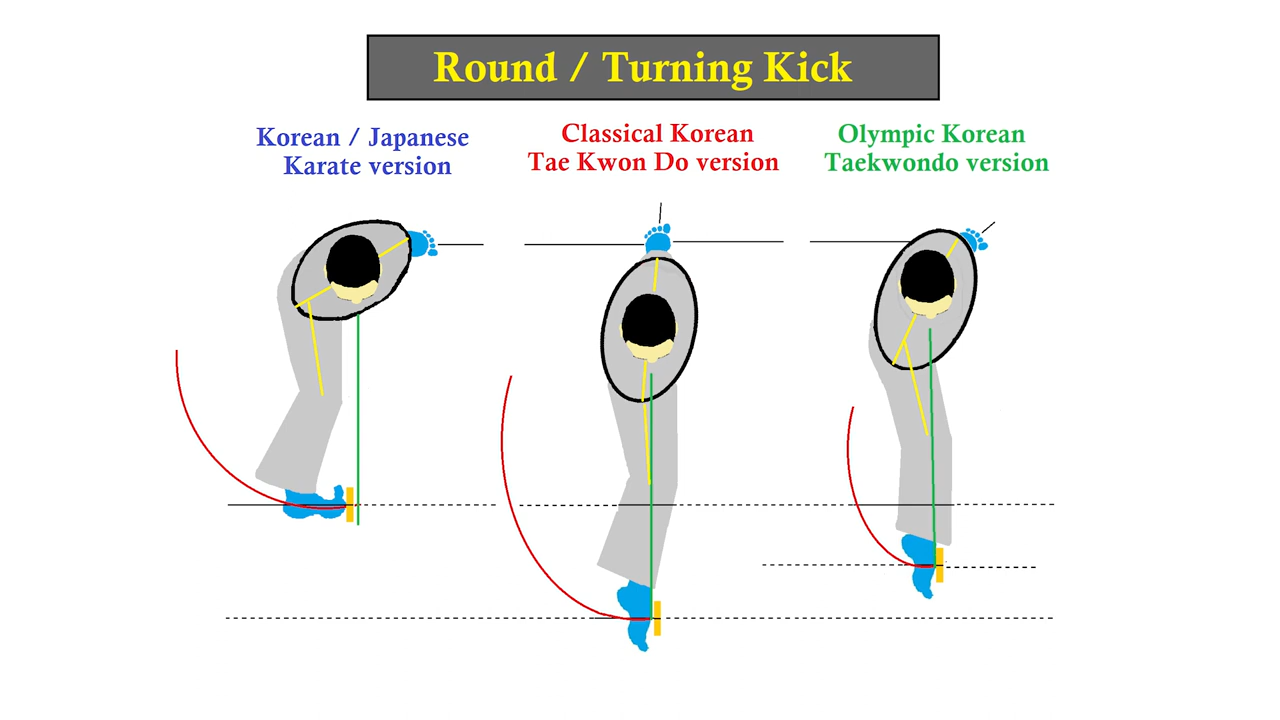 Round / Turning Kick
Korean / Japanese
Karate version
Classical Korean
Tae Kwon Do version
Olympic Korean
Taekwondo version